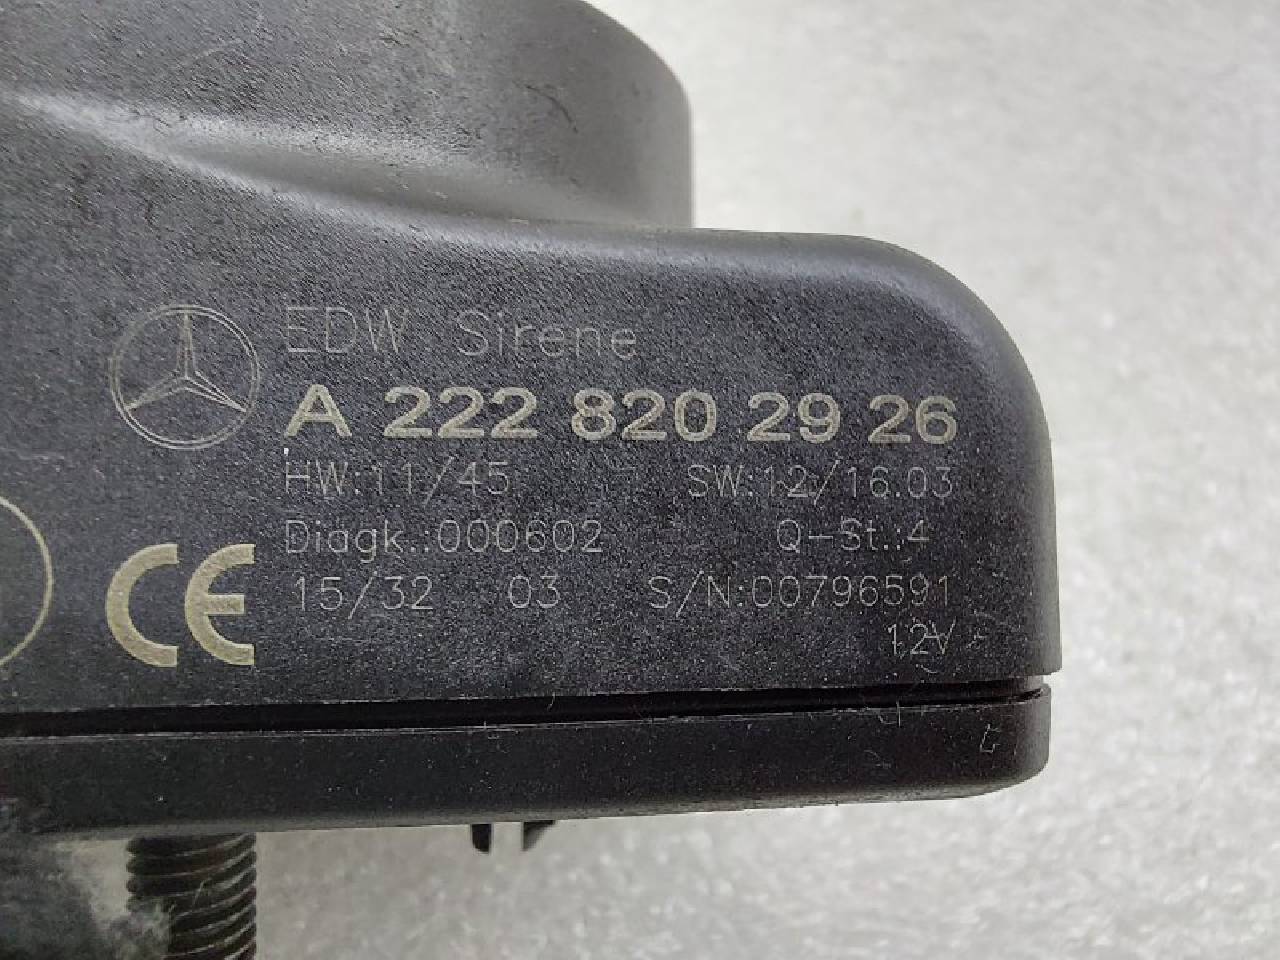 EDW Sirene
A 222 820 29 26
HW:11/45 SW:12/16.03
Diagk.:000602 Q-St.:4
CE
15/32 03 S/N:00796591
12V